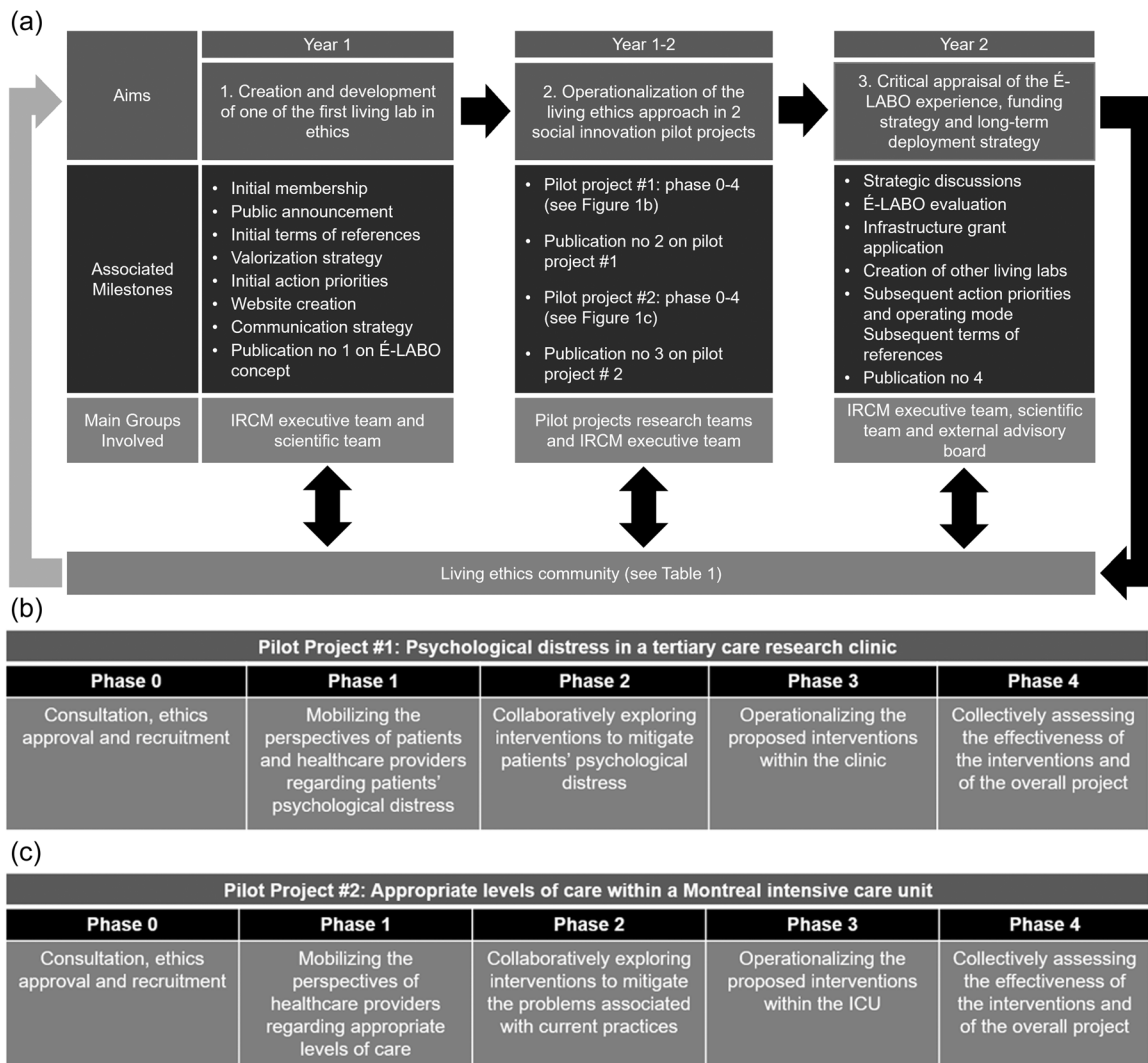 (a)
Year 1
Year 1-2
Year 2
Aims
1. Creation and development
of one of the first living lab in
ethics
2. Operationalization of the
living ethics approach in 2
social innovation pilot projects
3. Critical appraisal of the É-
LABO experience, funding
strategy and long-term
deployment strategy
Associated
Milestones
• Initial membership
• Public announcement
• Initial terms of references
• Valorization strategy
• Initial action priorities
• Website creation
• Communication strategy
• Publication no 1 on É-LABO
concept
• Pilot project #1: phase 0-4
(see Figure 1b)
• Publication no 2 on pilot
project #1
• Pilot project #2: phase 0-4
(see Figure 1c)
• Publication no 3 on pilot
project # 2
• Strategic discussions
• É-LABO evaluation
• Infrastructure grant
application
• Creation of other living labs
• Subsequent action priorities
and operating mode
Subsequent terms of
references
• Publication no 4
Main Groups
Involved
IRCM executive team and
scientific team
Pilot projects research teams
and IRCM executive team
IRCM executive team, scientific
team and external advisory
board
Living ethics community (see Table 1)
(b)
Pilot Project #1: Psychological distress in a tertiary care research clinic
Phase 0
Phase 1
Phase 2
Phase 3
Phase 4
Consultation, ethics
approval and recruitment
Mobilizing the
perspectives of patients
and healthcare providers
regarding patients'
psychological distress
Collaboratively exploring
interventions to mitigate
patients' psychological
distress
Operationalizing the
proposed interventions
within the clinic
Collectively assessing
the effectiveness of
the interventions and
of the overall project
(c)
Pilot Project #2: Appropriate levels of care within a Montreal intensive care unit
Phase 0
Phase 1
Phase 2
Phase 3
Phase 4
Consultation, ethics
approval and recruitment
Mobilizing the
perspectives of
healthcare providers
regarding appropriate
levels of care
Collaboratively exploring
interventions to mitigate
the problems associated
with current practices
Operationalizing the
proposed interventions
within the ICU
Collectively assessing
the effectiveness of
the interventions and
of the overall project